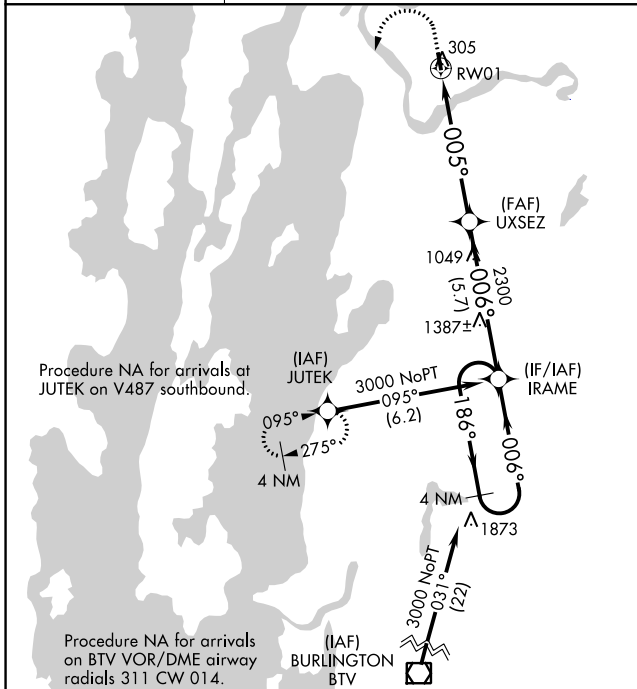 305
RW01
005°
(FAF)
UXSEZ
1049
2300
006°
(5.7)
1387±
Procedure NA for arrivals at
JUTEK on V487 southbound.
(IAF)
JUTEK
3000 NoPT
095°
(6.2)
(IF/IAF)
IRAME
095°
275°
4 NM
186°
006°
4 NM
1873
3000 NoPT
031°
(22)
Procedure NA for arrivals
on BTV VOR/DME airway
radials 311 CW 014.
(IAF)
BURLINGTON
BTV